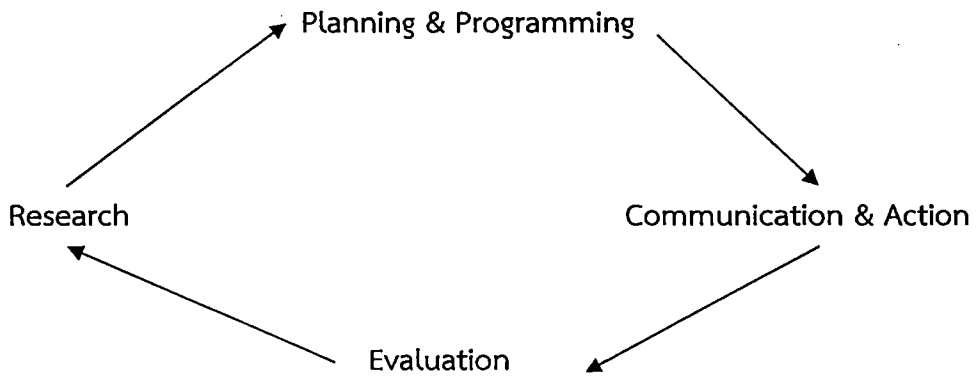 Planning & Programming
Research
Communication & Action
Evaluation